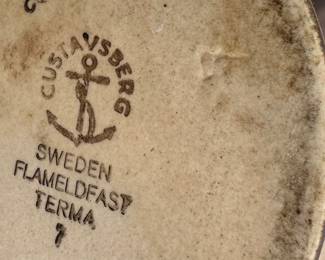 GUSTAVSBERG
SWEDEN
FLAMELDFAST
TERMA
7